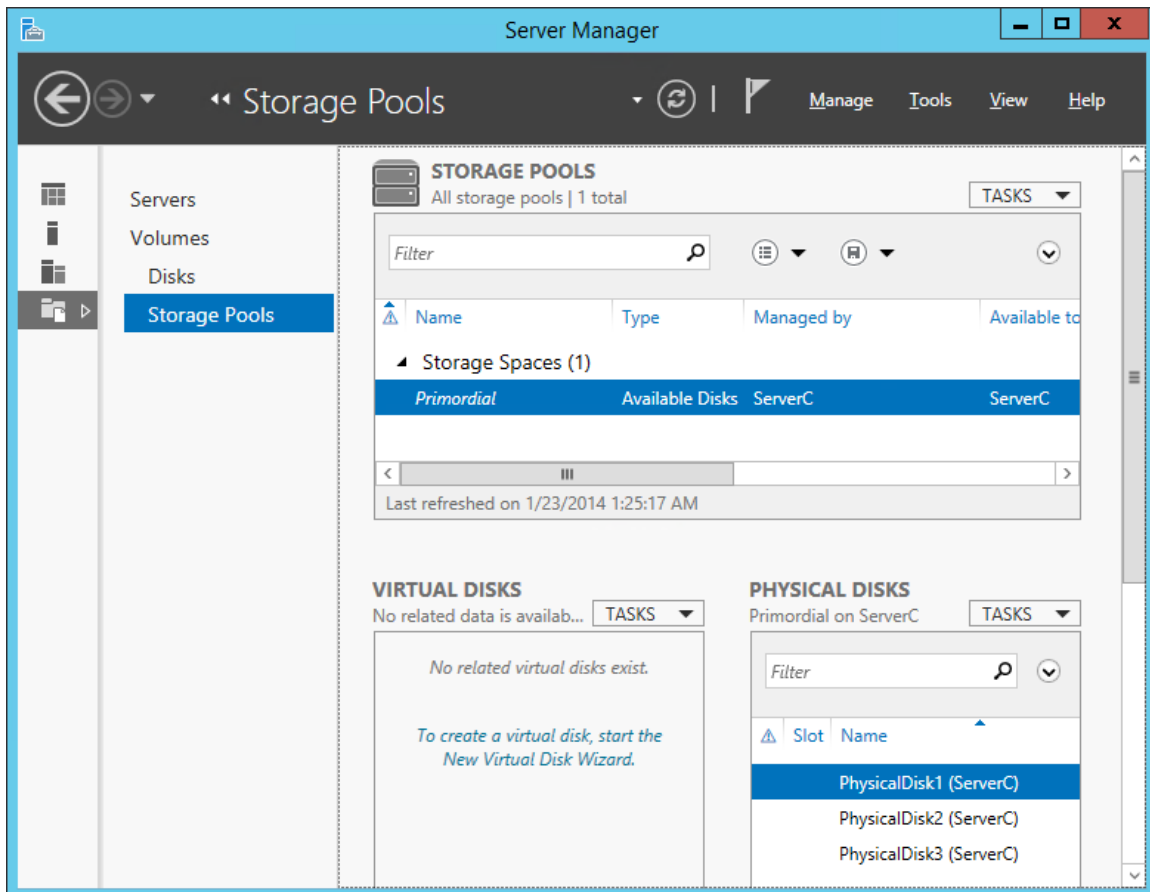 Server Manager
Storage Pools
Manage Tools View Help
Servers
Volumes
Disks
Storage Pools
STORAGE POOLS
All storage pools | 1 total
TASKS
Filter
Name Type Managed by Available to
Storage Spaces (1)
Primordial Available Disks ServerC ServerC
Last refreshed on 1/23/2014 1:25:17 AM
VIRTUAL DISKS
No related data is availab... TASKS
No related virtual disks exist.
To create a virtual disk, start the
New Virtual Disk Wizard.
PHYSICAL DISKS
Primordial on ServerC TASKS
Filter
Slot Name
PhysicalDisk1 (ServerC)
PhysicalDisk2 (ServerC)
PhysicalDisk3 (ServerC)